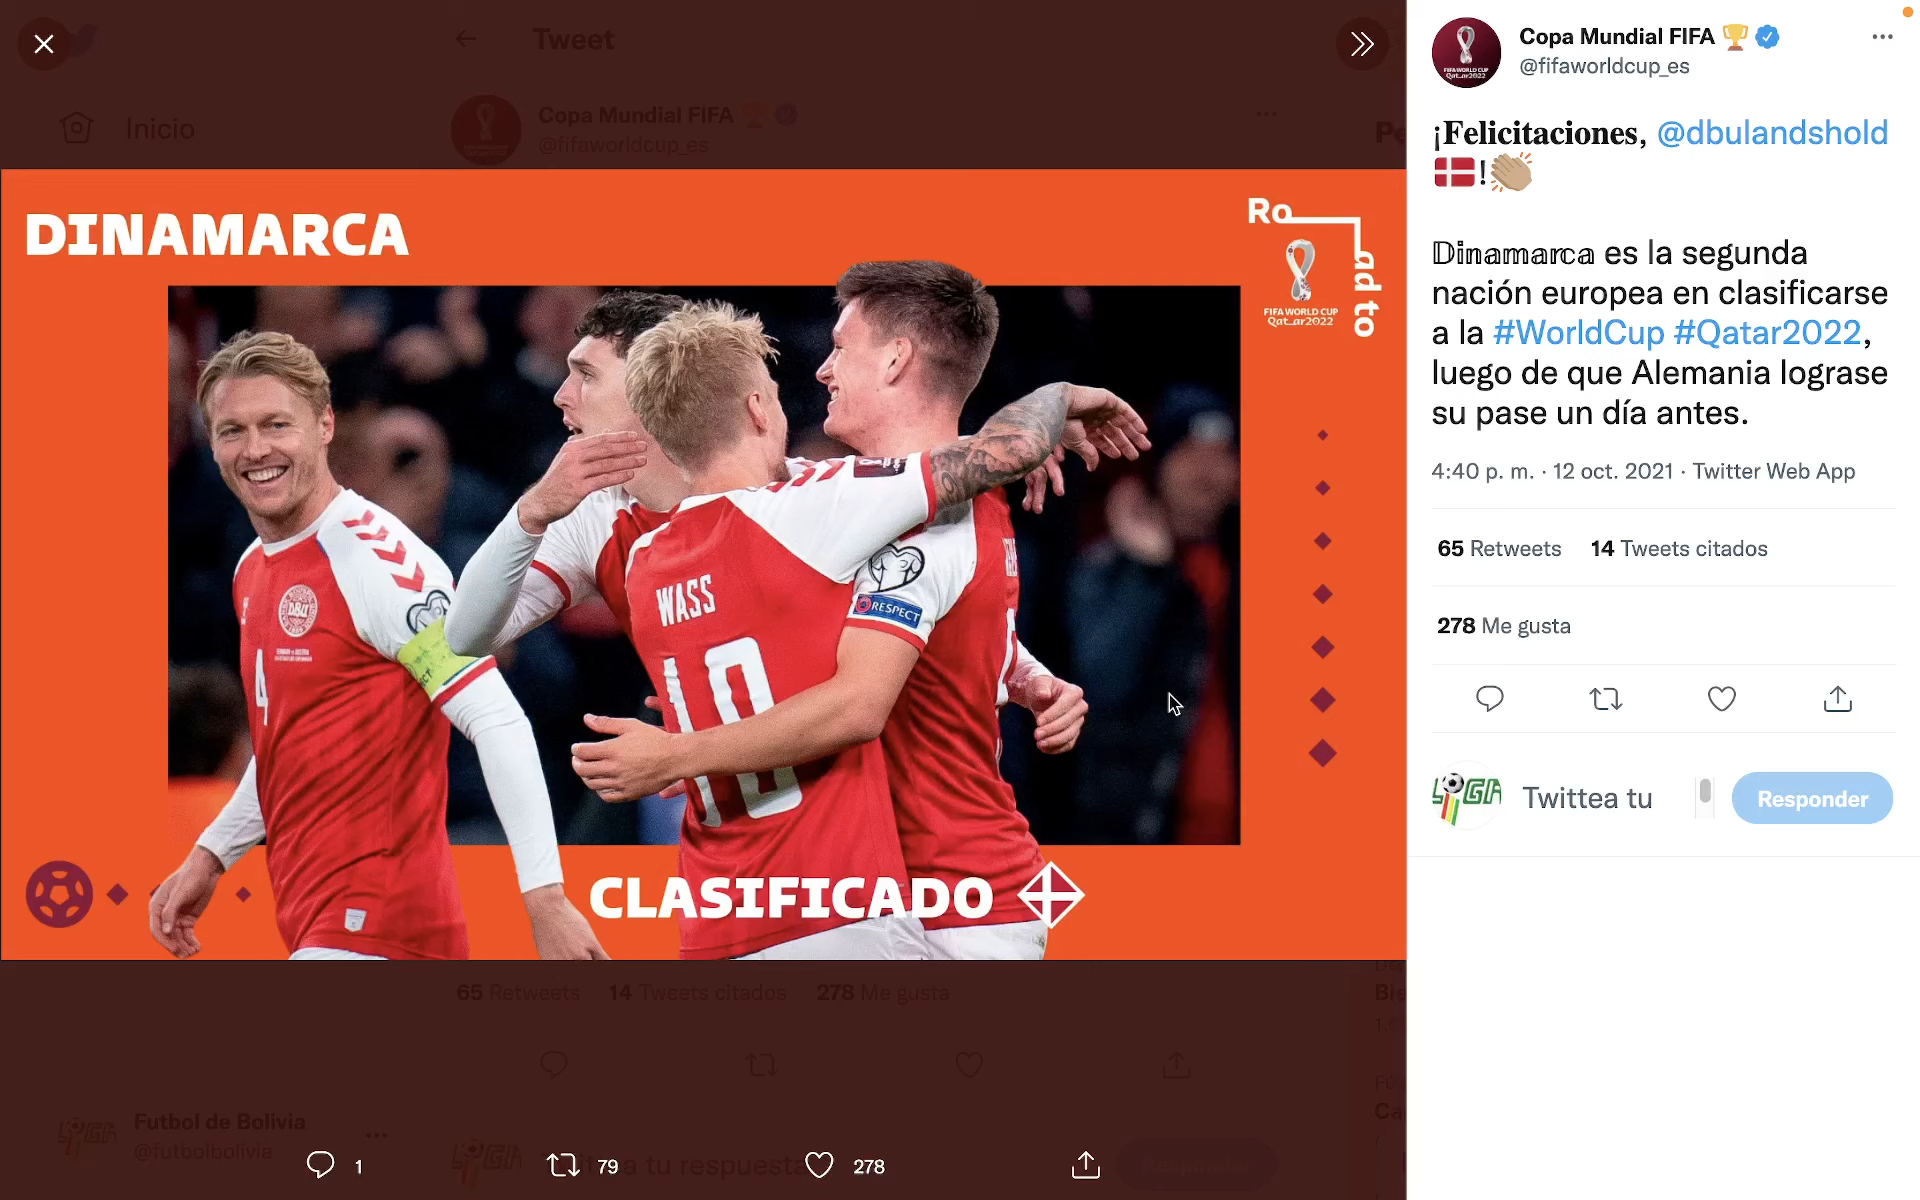 Tweet
Inicio
Copa Mundial FIFA
@fifaworldcup_es
DINAMARCA
Road to
FIFA WORLD CUP
Qatar2022
DBU
4
WASS
18
RESPECT
CLASIFICADO
65 Retweets 14 Tweets citados 278 Me gusta
Futbol de Bolivia
@futbolbolivia
1 79 278
Copa Mundial FIFA 🏆
@fifaworldcup_es
¡Felicitaciones, @dbulandshold
🇩🇰!👏🏼
Dinamarca es la segunda
nación europea en clasificarse
a la #WorldCup #Qatar2022,
luego de que Alemania lograse
su pase un día antes.
4:40 p. m. · 12 oct. 2021 · Twitter Web App
65 Retweets 14 Tweets citados
278 Me gusta
LIGA
Twittea tu
Responder